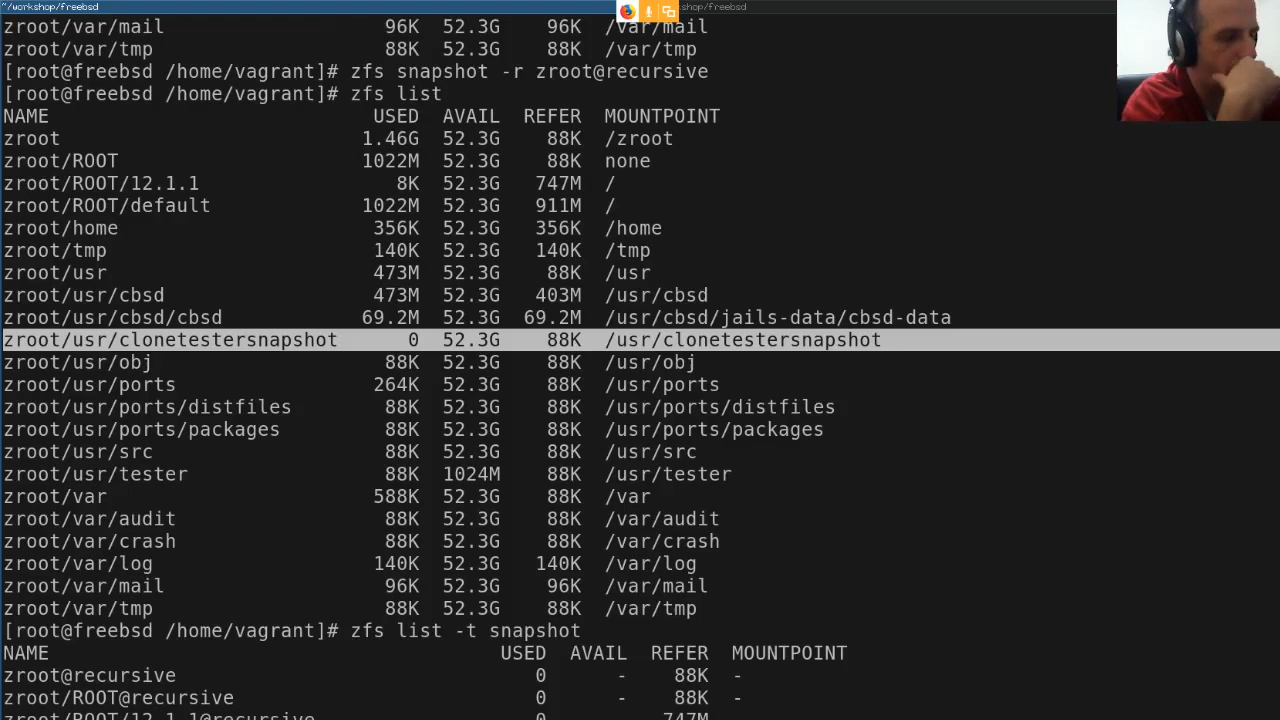 ~/workshop/freebsd
shop/freebsd
zroot/var/mail 96K 52.3G 96K /var/mail
zroot/var/tmp 88K 52.3G 88K /var/tmp
[root@freebsd /home/vagrant]# zfs snapshot -r zroot@recursive
[root@freebsd /home/vagrant]# zfs list
NAME USED AVAIL REFER MOUNTPOINT
zroot 1.46G 52.3G 88K /zroot
zroot/ROOT 1022M 52.3G 88K none
zroot/ROOT/12.1.1 8K 52.3G 747M /
zroot/ROOT/default 1022M 52.3G 911M /
zroot/home 356K 52.3G 356K /home
zroot/tmp 140K 52.3G 140K /tmp
zroot/usr 473M 52.3G 88K /usr
zroot/usr/cbsd 473M 52.3G 403M /usr/cbsd
zroot/usr/cbsd/cbsd 69.2M 52.3G 69.2M /usr/cbsd/jails-data/cbsd-data
zroot/usr/clonetestersnapshot 0 52.3G 88K /usr/clonetestersnapshot
zroot/usr/obj 88K 52.3G 88K /usr/obj
zroot/usr/ports 264K 52.3G 88K /usr/ports
zroot/usr/ports/distfiles 88K 52.3G 88K /usr/ports/distfiles
zroot/usr/ports/packages 88K 52.3G 88K /usr/ports/packages
zroot/usr/src 88K 52.3G 88K /usr/src
zroot/usr/tester 88K 1024M 88K /usr/tester
zroot/var 588K 52.3G 88K /var
zroot/var/audit 88K 52.3G 88K /var/audit
zroot/var/crash 88K 52.3G 88K /var/crash
zroot/var/log 140K 52.3G 140K /var/log
zroot/var/mail 96K 52.3G 96K /var/mail
zroot/var/tmp 88K 52.3G 88K /var/tmp
[root@freebsd /home/vagrant]# zfs list -t snapshot
NAME USED AVAIL REFER MOUNTPOINT
zroot@recursive 0 - 88K -
zroot/ROOT@recursive 0 - 88K -
zroot/ROOT/12.1.1@recursive 0 - 747M -